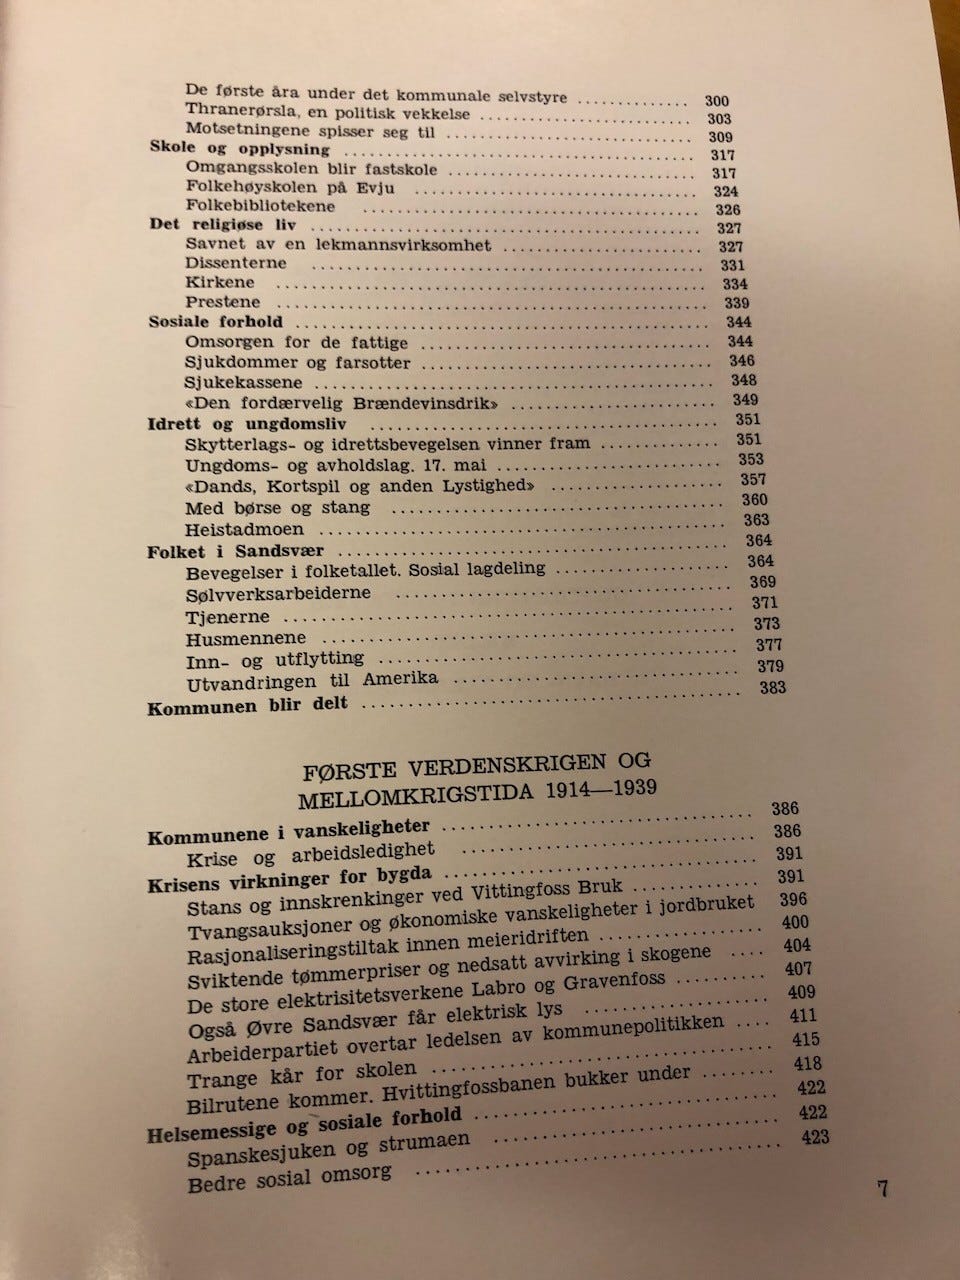 De første åra under det kommunale selvstyre ............ 300
Thranerørsla, en politisk vekkelse ............ 303
Motsetningene spisser seg til ............ 309
Skole og opplysning ............ 317
Omgangsskolen blir fastskole ............ 317
Folkehøyskolen på Evju ............ 324
Folkebibliotekene ............ 326
Det religiøse liv ............ 327
Savnet av en lekmannsvirksomhet ............ 327
Dissenterne ............ 331
Kirkene ............ 334
Prestene ............ 339
Sosiale forhold ............ 344
Omsorgen for de fattige ............ 344
Sjukdommer og farsotter ............ 346
Sjukekassene ............ 348
«Den fordærvelig Brændevinsdrik» ............ 349
Idrett og ungdomsliv ............ 351
Skytterlags- og idrettsbevegelsen vinner fram ............ 351
Ungdoms- og avholdslag. 17. mai ............ 353
«Dands, Kortspil og anden Lystighed» ............ 357
Med børse og stang ............ 360
Heistadmoen ............ 363
Folket i Sandsvær ............ 364
Bevegelser i folketallet. Sosial lagdeling ............ 364
Sølvverksarbeiderne ............ 369
Tjenerne ............ 371
Husmennene ............ 373
Inn- og utflytting ............ 377
Utvandringen til Amerika ............ 379
Kommunen blir delt ............ 383
FØRSTE VERDENSKRIGEN OG
MELLOMKRIGSTIDA 1914—1939
Kommunene i vanskeligheter ............ 386
Krise og arbeidsledighet ............ 386
Krisens virkninger for bygda ............ 391
Stans og innskrenkinger ved Vittingfoss Bruk ............ 391
Tvangsauksjoner og økonomiske vanskeligheter i jordbruket 396
Rasjonaliseringstiltak innen meieridriften ............ 400
Sviktende tømmerpriser og nedsatt avvirking i skogene .... 404
De store elektrisitetsverkene Labro og Gravenfoss .......... 407
Også Øvre Sandsvær får elektrisk lys ............ 409
Arbeiderpartiet overtar ledelsen av kommunepolitikken .... 411
Trange kår for skolen ............ 415
Bilrutene kommer. Hvittingfossbanen bukker under ........ 418
Helsemessige og sosiale forhold ............ 422
Spanskesjuken og strumaen ............ 422
Bedre sosial omsorg ............ 423
7